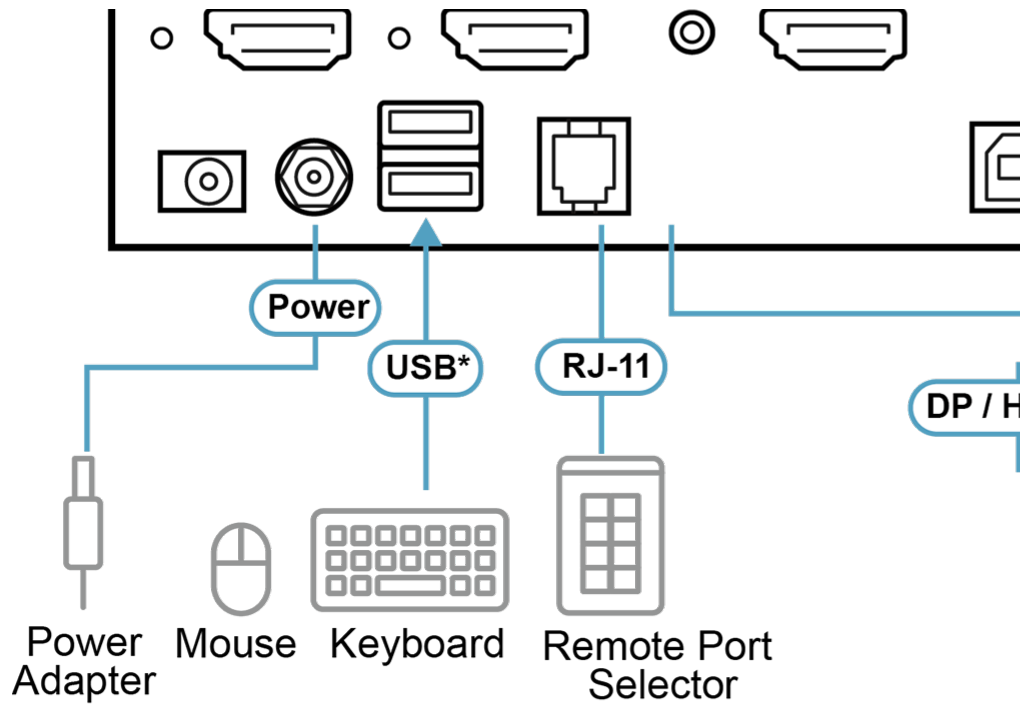 Power
USB*
RJ-11
DP / H
Power
Adapter
Mouse
Keyboard
Remote Port
Selector